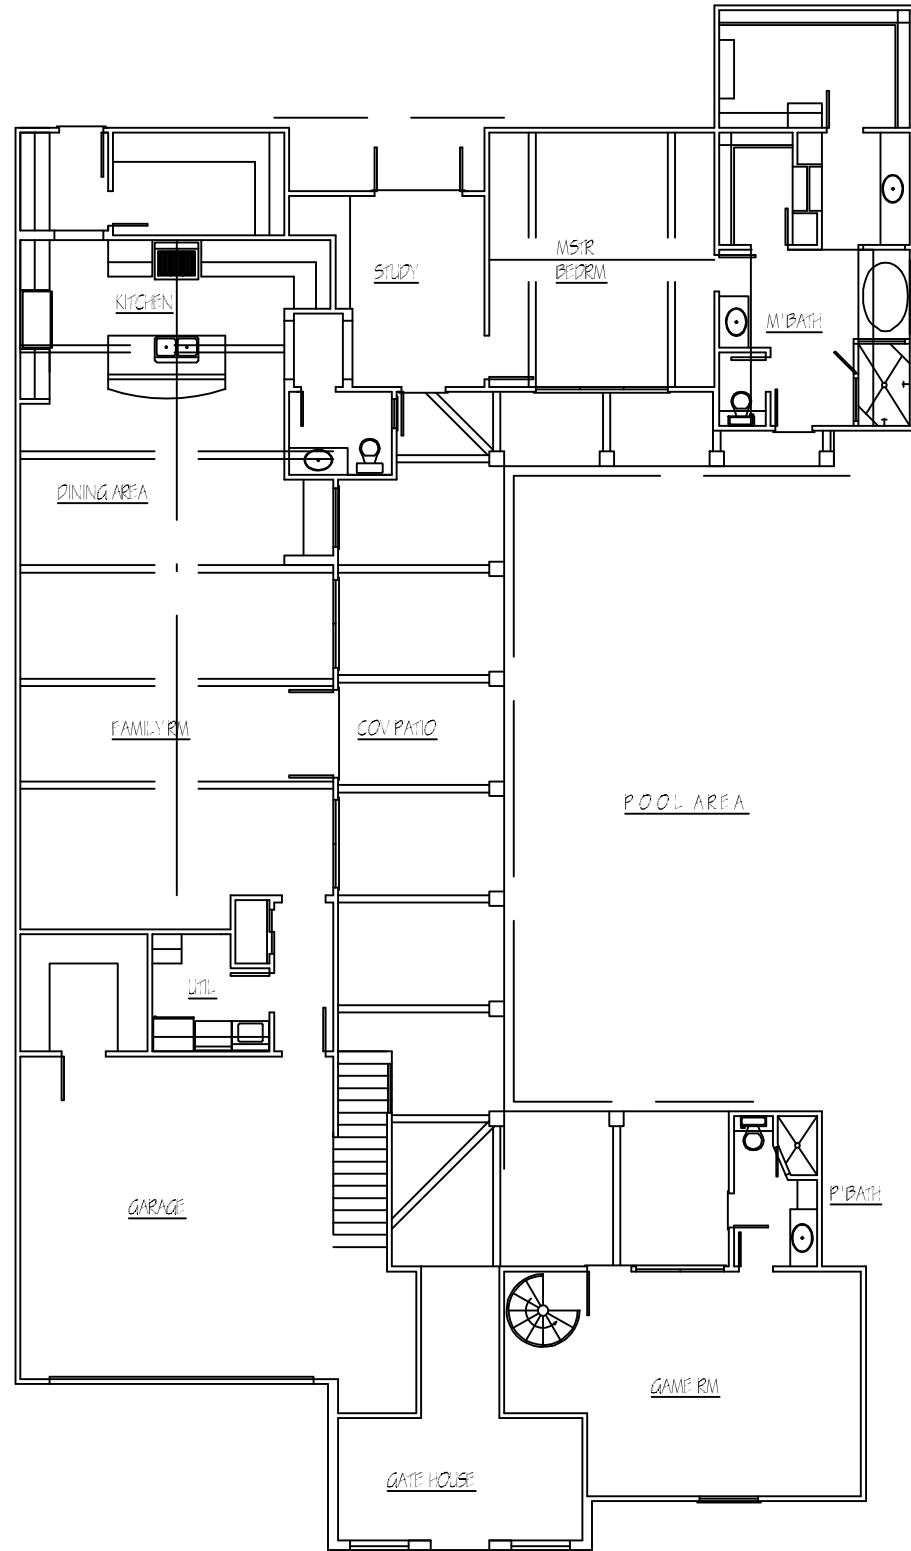 MSTR
BEDRM
STUDY
KITCHEN
M'BATH
DINING AREA
FAMILY RM
COV PATIO
POOL AREA
UTIL
GARAGE
P'BATH
GAME RM
GATE HOUSE